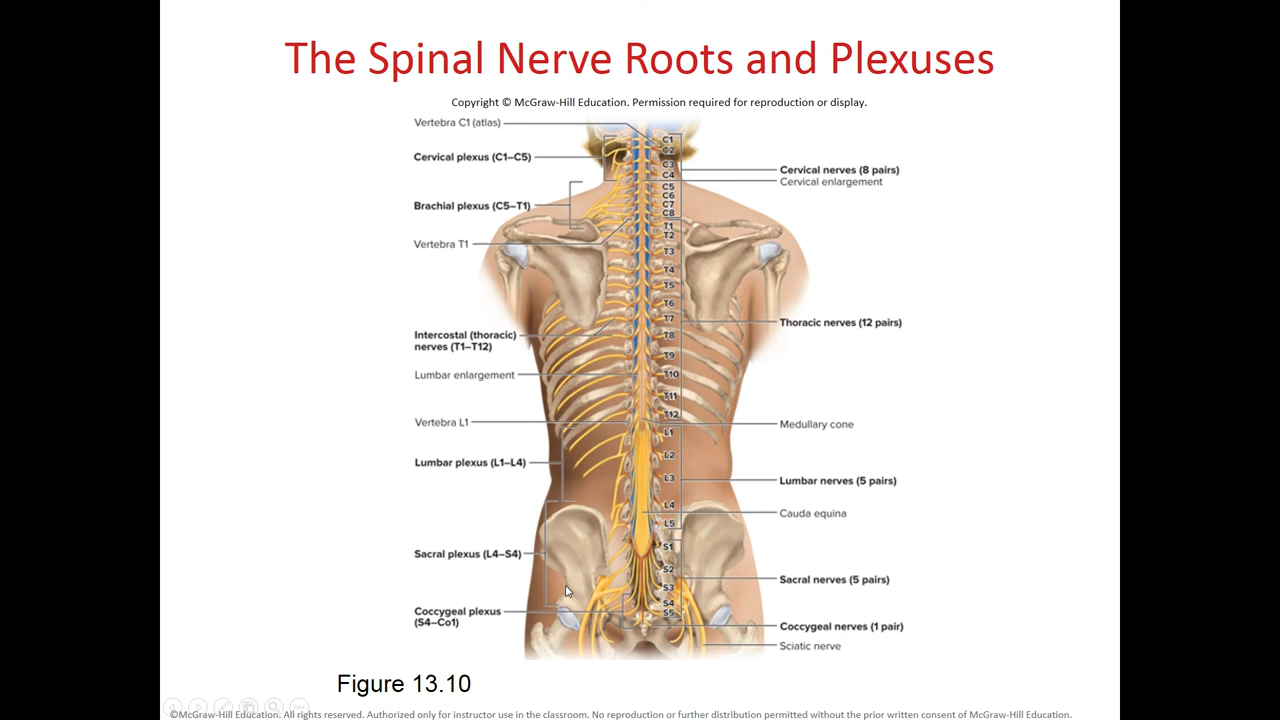 The Spinal Nerve Roots and Plexuses
Copyright © McGraw-Hill Education. Permission required for reproduction or display.
Vertebra C1 (atlas)
Cervical plexus (C1–C5)
Brachial plexus (C5–T1)
Vertebra T1
Intercostal (thoracic)
nerves (T1–T12)
Lumbar enlargement
Vertebra L1
Lumbar plexus (L1–L4)
Sacral plexus (L4–S4)
Coccygeal plexus
(S4–Co1)
C1
C2
C3
C4
C5
C6
C7
C8
T1
T2
T3
T4
T5
T6
T7
T8
T9
T10
T11
T12
L1
L2
L3
L4
L5
S1
S2
S3
S4
S5
Cervical nerves (8 pairs)
Cervical enlargement
Thoracic nerves (12 pairs)
Medullary cone
Lumbar nerves (5 pairs)
Cauda equina
Sacral nerves (5 pairs)
Coccygeal nerves (1 pair)
Sciatic nerve
Figure 13.10
©McGraw-Hill Education. All rights reserved. Authorized only for instructor use in the classroom. No reproduction or further distribution permitted without the prior written consent of McGraw-Hill Education.